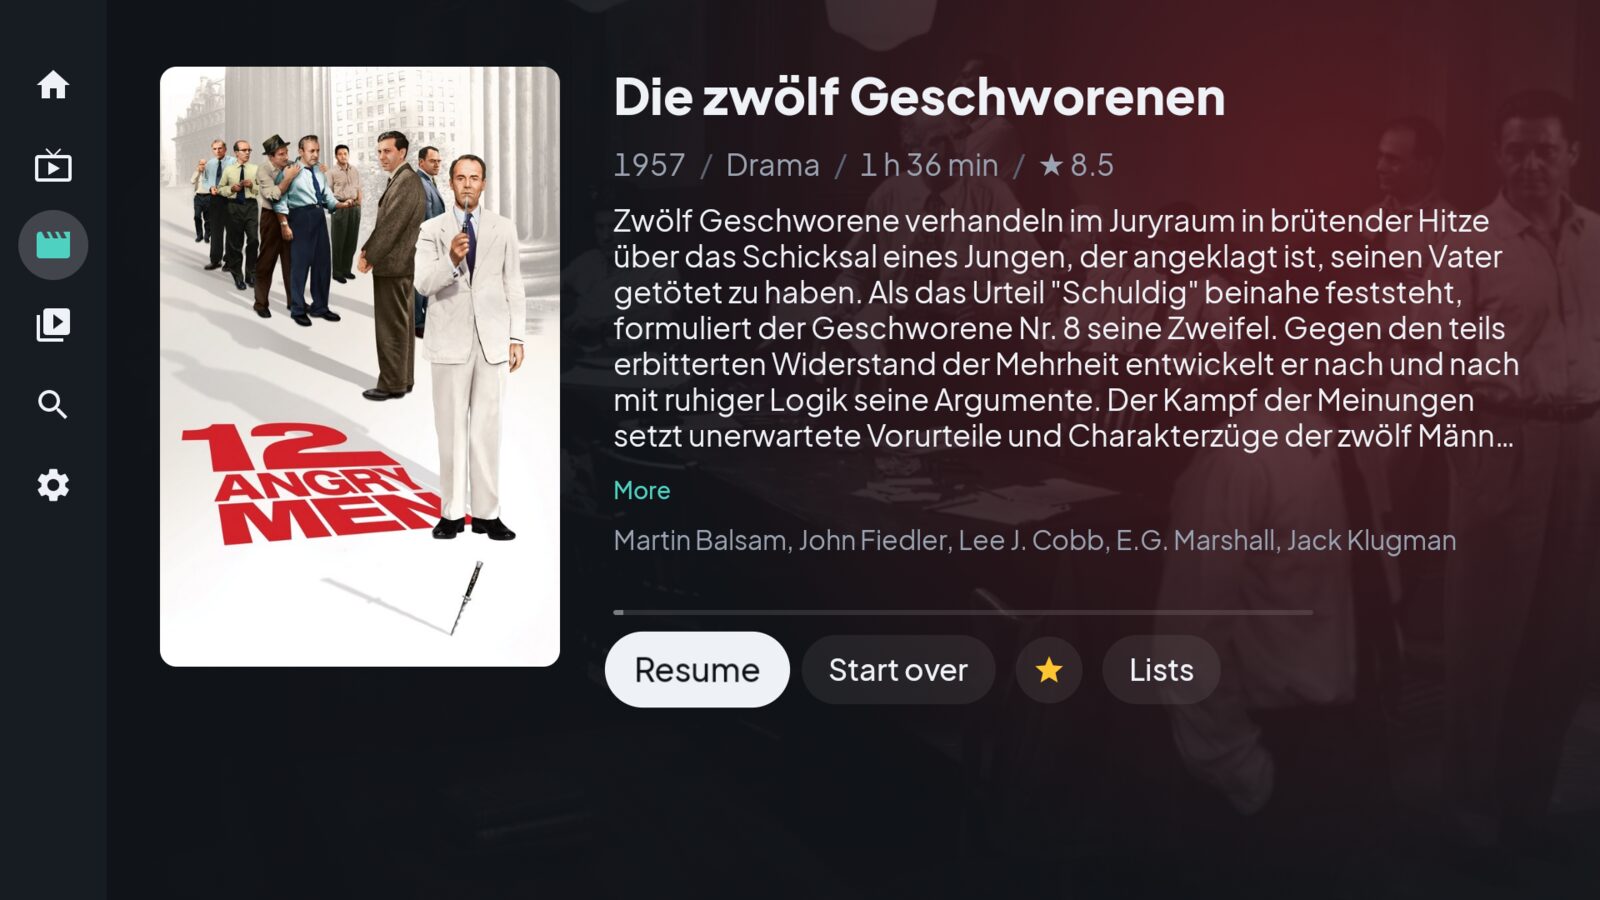 Die zwölf Geschworenen
1957 / Drama / 1 h 36 min / ★ 8.5
Zwölf Geschworene verhandeln im Juryraum in brütender Hitze
über das Schicksal eines Jungen, der angeklagt ist, seinen Vater
getötet zu haben. Als das Urteil "Schuldig" beinahe feststeht,
formuliert der Geschworene Nr. 8 seine Zweifel. Gegen den teils
erbitterten Widerstand der Mehrheit entwickelt er nach und nach
mit ruhiger Logik seine Argumente. Der Kampf der Meinungen
setzt unerwartete Vorurteile und Charakterzüge der zwölf Männ...
More
Martin Balsam, John Fiedler, Lee J. Cobb, E.G. Marshall, Jack Klugman
Resume
Start over
Lists
12
ANGRY
MEN